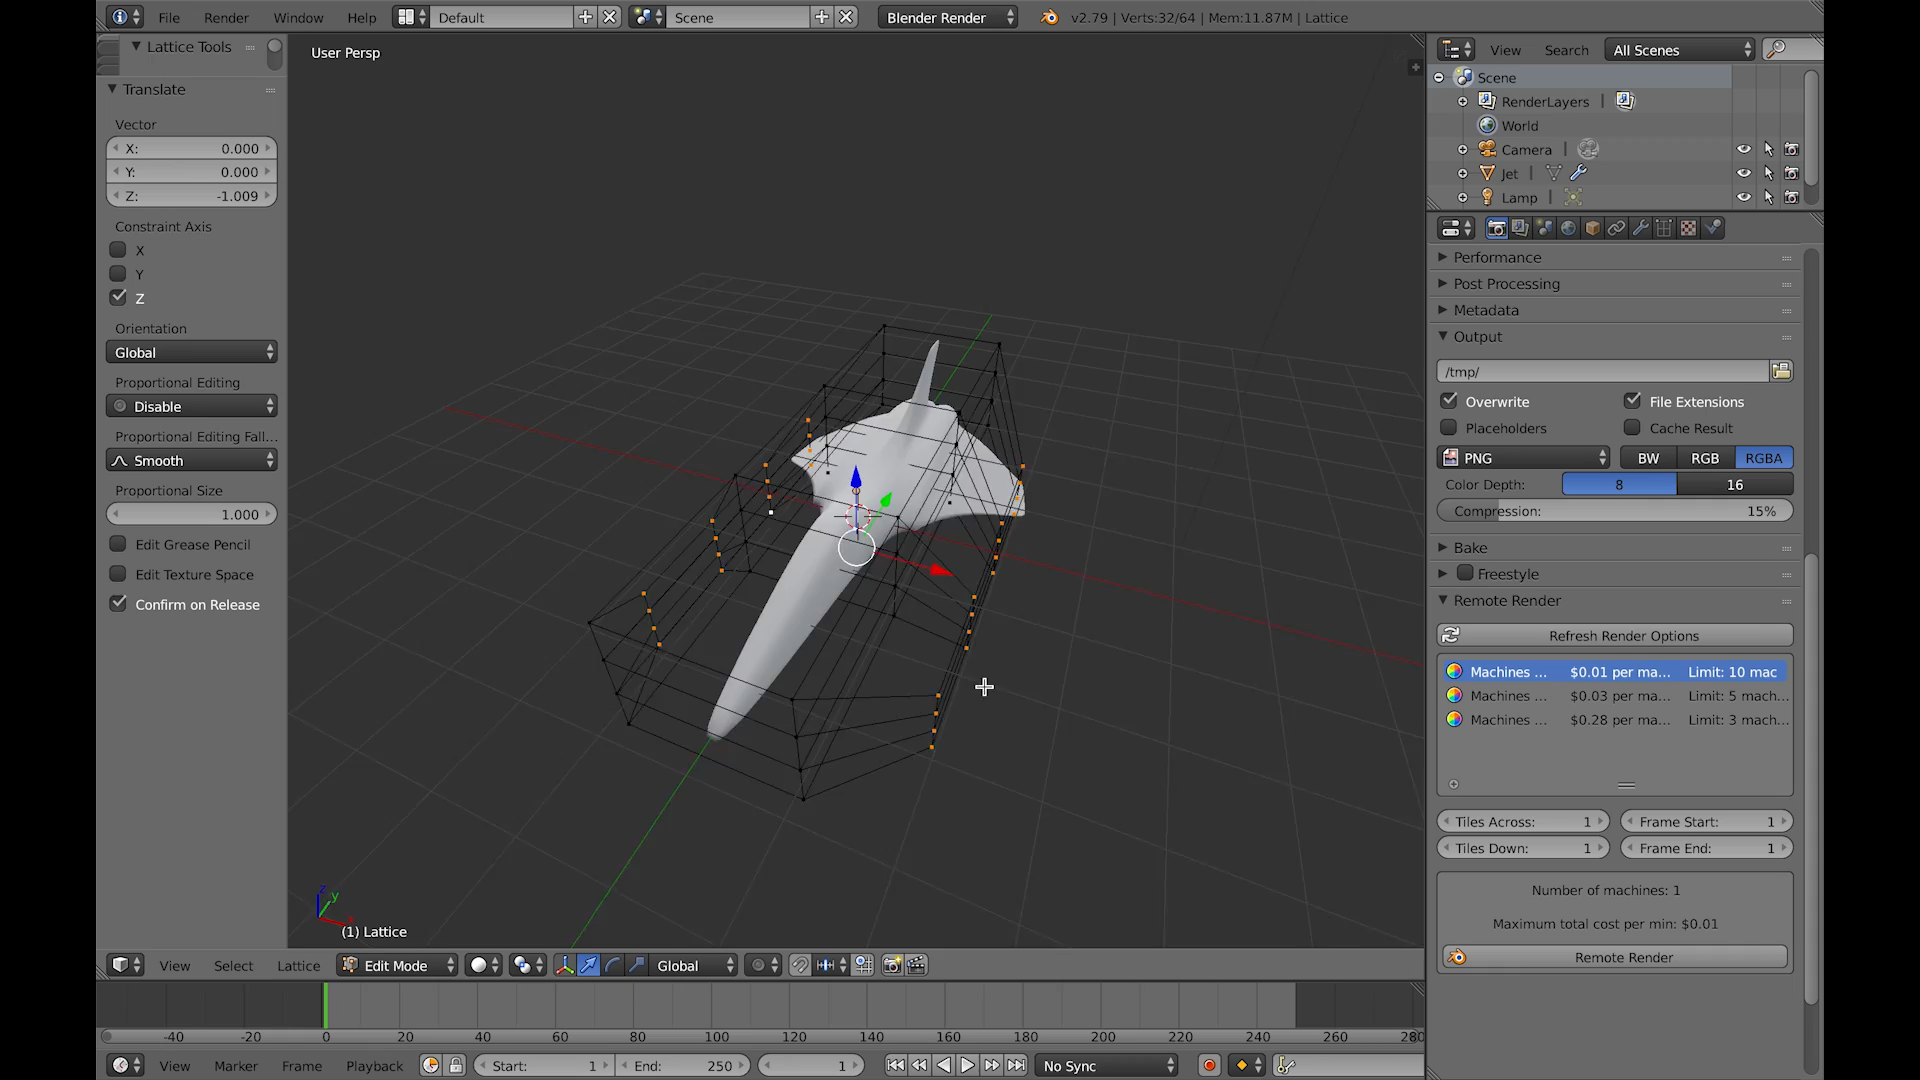 File Render Window Help Default Scene Blender Render v2.79 | Verts:32/64 | Mem:11.87M | Lattice
Lattice Tools
Translate
Vector
X: 0.000
Y: 0.000
Z: -1.009
Constraint Axis
X
Y
Z
Orientation
Global
Proportional Editing
Disable
Proportional Editing Fall...
Smooth
Proportional Size
1.000
Edit Grease Pencil
Edit Texture Space
Confirm on Release
User Persp
z
y
x
(1) Lattice
View Search All Scenes
Scene
RenderLayers |
World
Camera |
Jet |
Lamp |
Performance
Post Processing
Metadata
Output
/tmp/
Overwrite File Extensions
Placeholders Cache Result
PNG BW RGB RGBA
Color Depth: 8 16
Compression: 15%
Bake
Freestyle
Remote Render
Refresh Render Options
Machines ... $0.01 per ma... Limit: 10 mac
Machines ... $0.03 per ma... Limit: 5 mach...
Machines ... $0.28 per ma... Limit: 3 mach...
Tiles Across: 1 Frame Start: 1
Tiles Down: 1 Frame End: 1
Number of machines: 1
Maximum total cost per min: $0.01
Remote Render
View Select Lattice Edit Mode Global
-40 -20 0 20 40 60 80 100 120 140 160 180 200 220 240 260 280
View Marker Frame Playback Start: 1 End: 250 1 No Sync